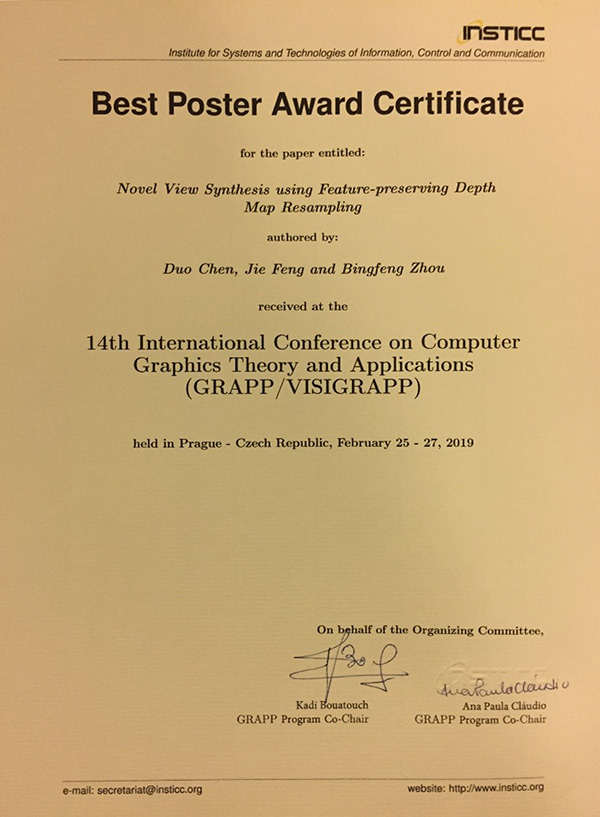 INSTICC
Institute for Systems and Technologies of Information, Control and Communication
Best Poster Award Certificate
for the paper entitled:
Novel View Synthesis using Feature-preserving Depth
Map Resampling
authored by:
Duo Chen, Jie Feng and Bingfeng Zhou
received at the
14th International Conference on Computer
Graphics Theory and Applications
(GRAPP/VISIGRAPP)
held in Prague - Czech Republic, February 25 - 27, 2019
On behalf of the Organizing Committee,
Ana Paula Cláudio
Kadi Bouatouch
GRAPP Program Co-Chair
Ana Paula Cláudio
GRAPP Program Co-Chair
e-mail: secretariat@insticc.org
website: http://www.insticc.org